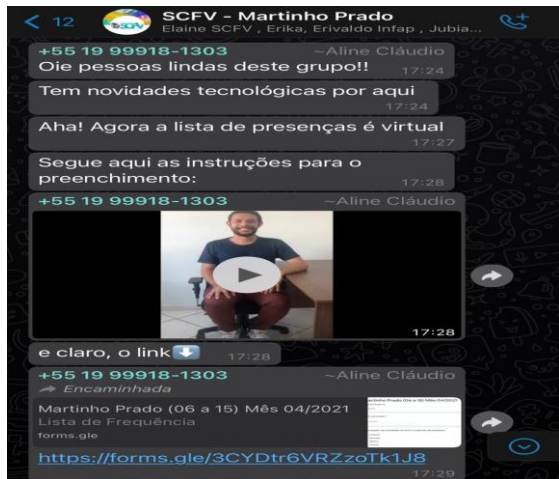 12
SCFV
SCFV - Martinho Prado
Elaine SCFV , Erika, Erivaldo Infap , Jubia...
+55 19 99918-1303 ~Aline Cláudio
Oie pessoas lindas deste grupo!!
17:24
Tem novidades tecnológicas por aqui
17:24
Aha! Agora a lista de presenças é virtual
17:27
Segue aqui as instruções para o
preenchimento:
17:28
+55 19 99918-1303 ~Aline Cláudio
17:28
e claro, o link⬇️ 17:28
+55 19 99918-1303 ~Aline Cláudio
Encaminhada
Martinho Prado (06 a 15) Mês 04/2021
Lista de Frequência
forms.gle
https://forms.gle/3CYDtr6VRZzoTk1J8
17:29